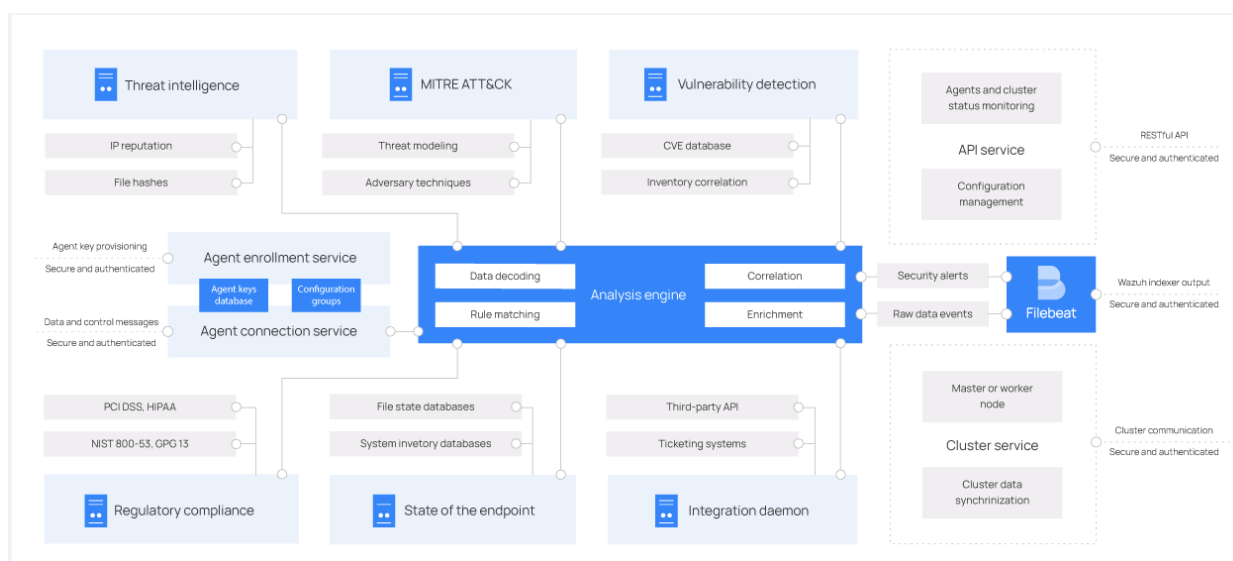 Threat intelligence
IP reputation
File hashes
MITRE ATT&CK
Threat modeling
Adversary techniques
Vulnerability detection
CVE database
Inventory correlation
Agents and cluster
status monitoring
API service
Configuration
management
RESTful API
Secure and authenticated
Agent key provisioning
Secure and authenticated
Agent enrollment service
Agent keys
database
Configuration
groups
Data and control messages
Secure and authenticated
Agent connection service
Data decoding
Rule matching
Analysis engine
Correlation
Enrichment
Security alerts
Raw data events
Filebeat
Wazuh indexer output
Secure and authenticated
PCI DSS, HIPAA
NIST 800-53, GPG 13
Regulatory compliance
File state databases
System invetory databases
State of the endpoint
Third-party API
Ticketing systems
Integration daemon
Master or worker
node
Cluster service
Cluster data
synchrinization
Cluster communication
Secure and authenticated